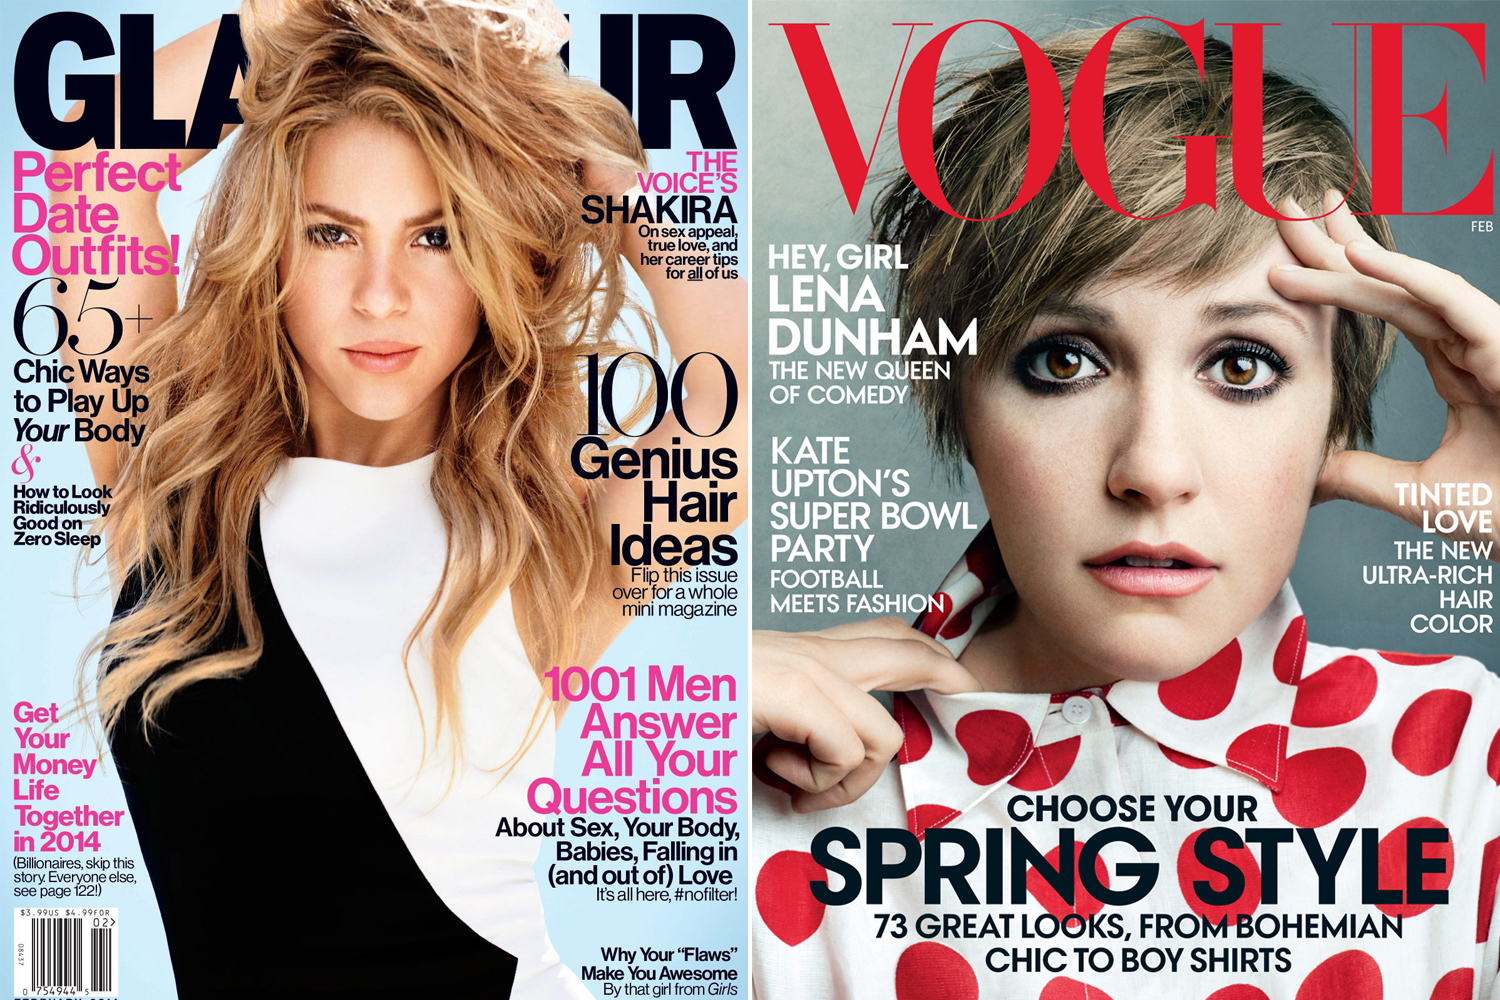 GLAMOUR
Perfect
Date
Outfits!
65+
Chic Ways
to Play Up
Your Body
&
How to Look
Ridiculously
Good on
Zero Sleep
Get
Your
Money
Life
Together
in 2014
(Billionaires, skip this
story. Everyone else,
see page 122!)
$3.99US $4.99FOR
02>
08437
0 754944 5
FEBRUARY 2014
THE
VOICE'S
SHAKIRA
On sex appeal,
true love, and
her career tips
for all of us
100
Genius
Hair
Ideas
Flip this issue
over for a whole
mini magazine
1001 Men
Answer
All Your
Questions
About Sex, Your Body,
Babies, Falling in
(and out of) Love
It's all here, #nofilter!
Why Your “Flaws”
Make You Awesome
By that girl from Girls
VOGUE
FEB
HEY, GIRL
LENA
DUNHAM
THE NEW QUEEN
OF COMEDY
KATE
UPTON'S
SUPER BOWL
PARTY
FOOTBALL
MEETS FASHION
TINTED
LOVE
THE NEW
ULTRA-RICH
HAIR
COLOR
CHOOSE YOUR
SPRING STYLE
73 GREAT LOOKS, FROM BOHEMIAN
CHIC TO BOY SHIRTS